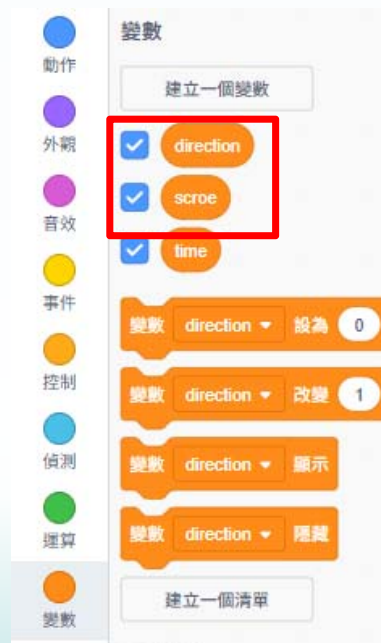 變數
建立一個變數
動作
外觀
direction
音效
scroe
事件
time
控制
變數 direction 設為 0
偵測
變數 direction 改變 1
運算
變數 direction 顯示
變數
變數 direction 隱藏
建立一個清單